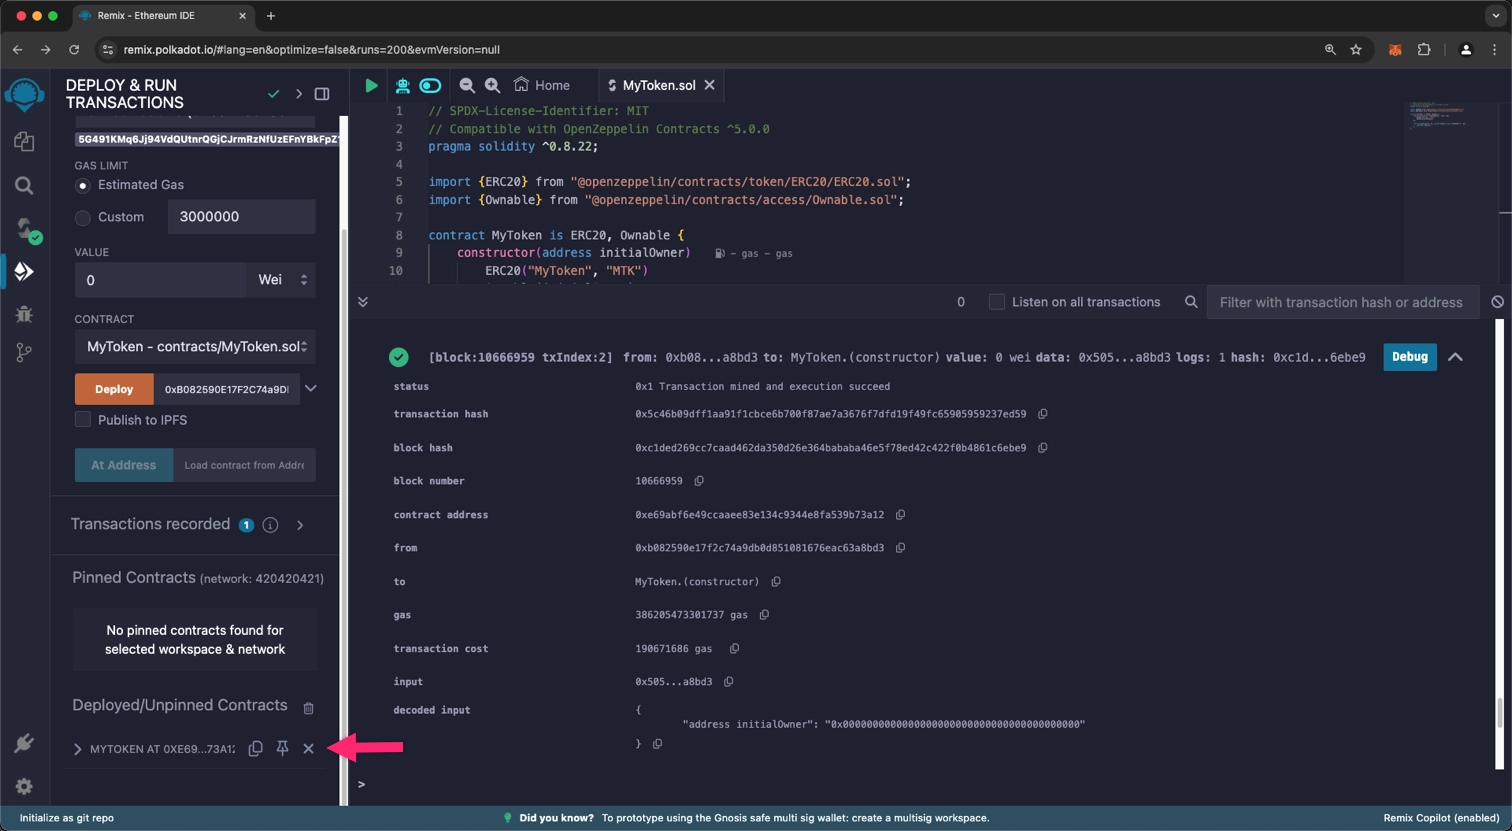 Remix - Ethereum IDE
remix.polkadot.io/#lang=en&optimize=false&runs=200&evmVersion=null
DEPLOY & RUN
TRANSACTIONS
5G491KMq6Jj94VdQUtnrQGjCJrmRzNfUzEFnYBkFpZ
GAS LIMIT
Estimated Gas
Custom
3000000
VALUE
0
Wei
CONTRACT
MyToken - contracts/MyToken.sol
Deploy
0xB082590E17F2C74a9D
Publish to IPFS
At Address
Load contract from Addre
Transactions recorded 1 i
Pinned Contracts (network: 420420421)
No pinned contracts found for
selected workspace & network
Deployed/Unpinned Contracts
MYTOKEN AT 0XE69...73A12
Home
MyToken.sol
1 // SPDX-License-Identifier: MIT
2 // Compatible with OpenZeppelin Contracts ^5.0.0
3 pragma solidity ^0.8.22;
4
5 import {ERC20} from "@openzeppelin/contracts/token/ERC20/ERC20.sol";
6 import {Ownable} from "@openzeppelin/contracts/access/Ownable.sol";
7
8 contract MyToken is ERC20, Ownable {
9 constructor(address initialOwner) - gas - gas
10 ERC20("MyToken", "MTK")
0
Listen on all transactions
Filter with transaction hash or address
[block:10666959 txIndex:2] from: 0xb08...a8bd3 to: MyToken.(constructor) value: 0 wei data: 0x505...a8bd3 logs: 1 hash: 0xc1d...6ebe9
Debug
status 0x1 Transaction mined and execution succeed
transaction hash 0x5c46b09dff1aa91f1cbce6b700f87ae7a3676f7dfd19f49fc65905959237ed59
block hash 0xc1ded269cc7caad462da350d26e364bababa46e5f78ed42c422f0b4861c6ebe9
block number 10666959
contract address 0xe69abf6e49ccaaee83e134c9344e8fa539b73a12
from 0xb082590e17f2c74a9db0d851081676eac63a8bd3
to MyToken.(constructor)
gas 386205473301737 gas
transaction cost 190671686 gas
input 0x505...a8bd3
decoded input {
"address initialOwner": "0x0000000000000000000000000000000000000000"
}
>
Initialize as git repo
Did you know? To prototype using the Gnosis safe multi sig wallet: create a multisig workspace.
Remix Copilot (enabled)